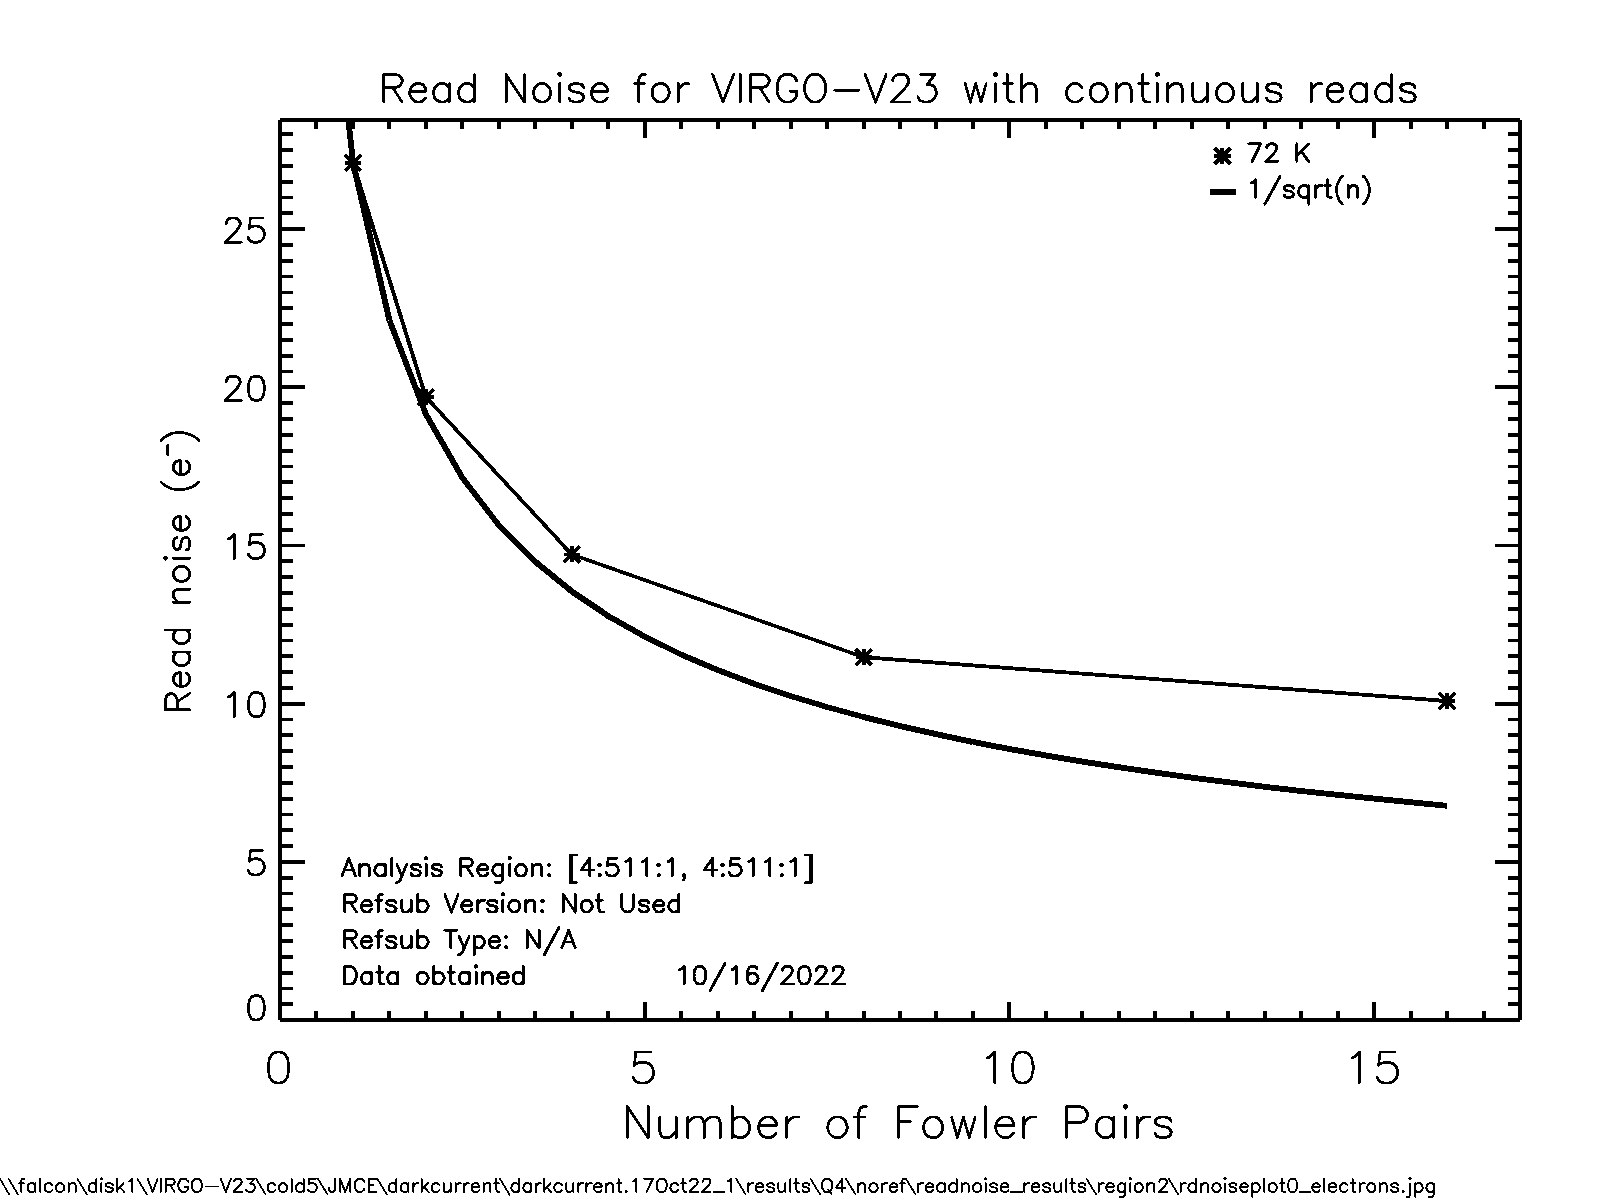 Read Noise for VIRGO-V23 with continuous reads
72 K
1/sqrt(n)
25
20
15
10
5
0
Read noise (e⁻)
Analysis Region: [4:511:1, 4:511:1]
Refsub Version: Not Used
Refsub Type: N/A
Data obtained 10/16/2022
0 5 10 15
Number of Fowler Pairs
\\falcon\disk1\VIRGO-V23\cold5\JMCE\darkcurrent\darkcurrent.17Oct22_1\results\Q4\noref\readnoise_results\region2\rdnoiseplot0_electrons.jpg